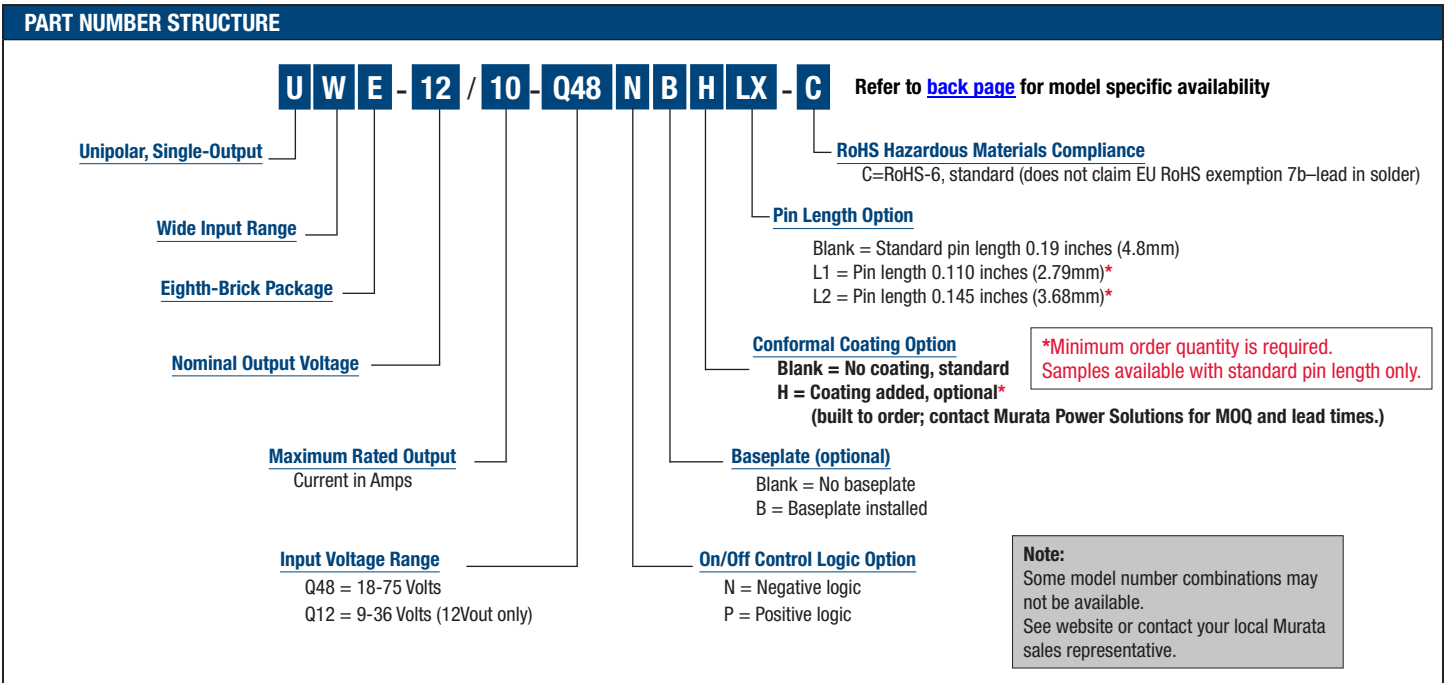 PART NUMBER STRUCTURE
U W E - 12 / 10 - Q48 N B H LX - C
Refer to back page for model specific availability
Unipolar, Single-Output
Wide Input Range
Eighth-Brick Package
Nominal Output Voltage
Maximum Rated Output
Current in Amps
Input Voltage Range
Q48 = 18-75 Volts
Q12 = 9-36 Volts (12Vout only)
RoHS Hazardous Materials Compliance
C=RoHS-6, standard (does not claim EU RoHS exemption 7b–lead in solder)
Pin Length Option
Blank = Standard pin length 0.19 inches (4.8mm)
L1 = Pin length 0.110 inches (2.79mm)*
L2 = Pin length 0.145 inches (3.68mm)*
Conformal Coating Option
Blank = No coating, standard
H = Coating added, optional*
(built to order; contact Murata Power Solutions for MOQ and lead times.)
*Minimum order quantity is required.
Samples available with standard pin length only.
Baseplate (optional)
Blank = No baseplate
B = Baseplate installed
On/Off Control Logic Option
N = Negative logic
P = Positive logic
Note:
Some model number combinations may
not be available.
See website or contact your local Murata
sales representative.